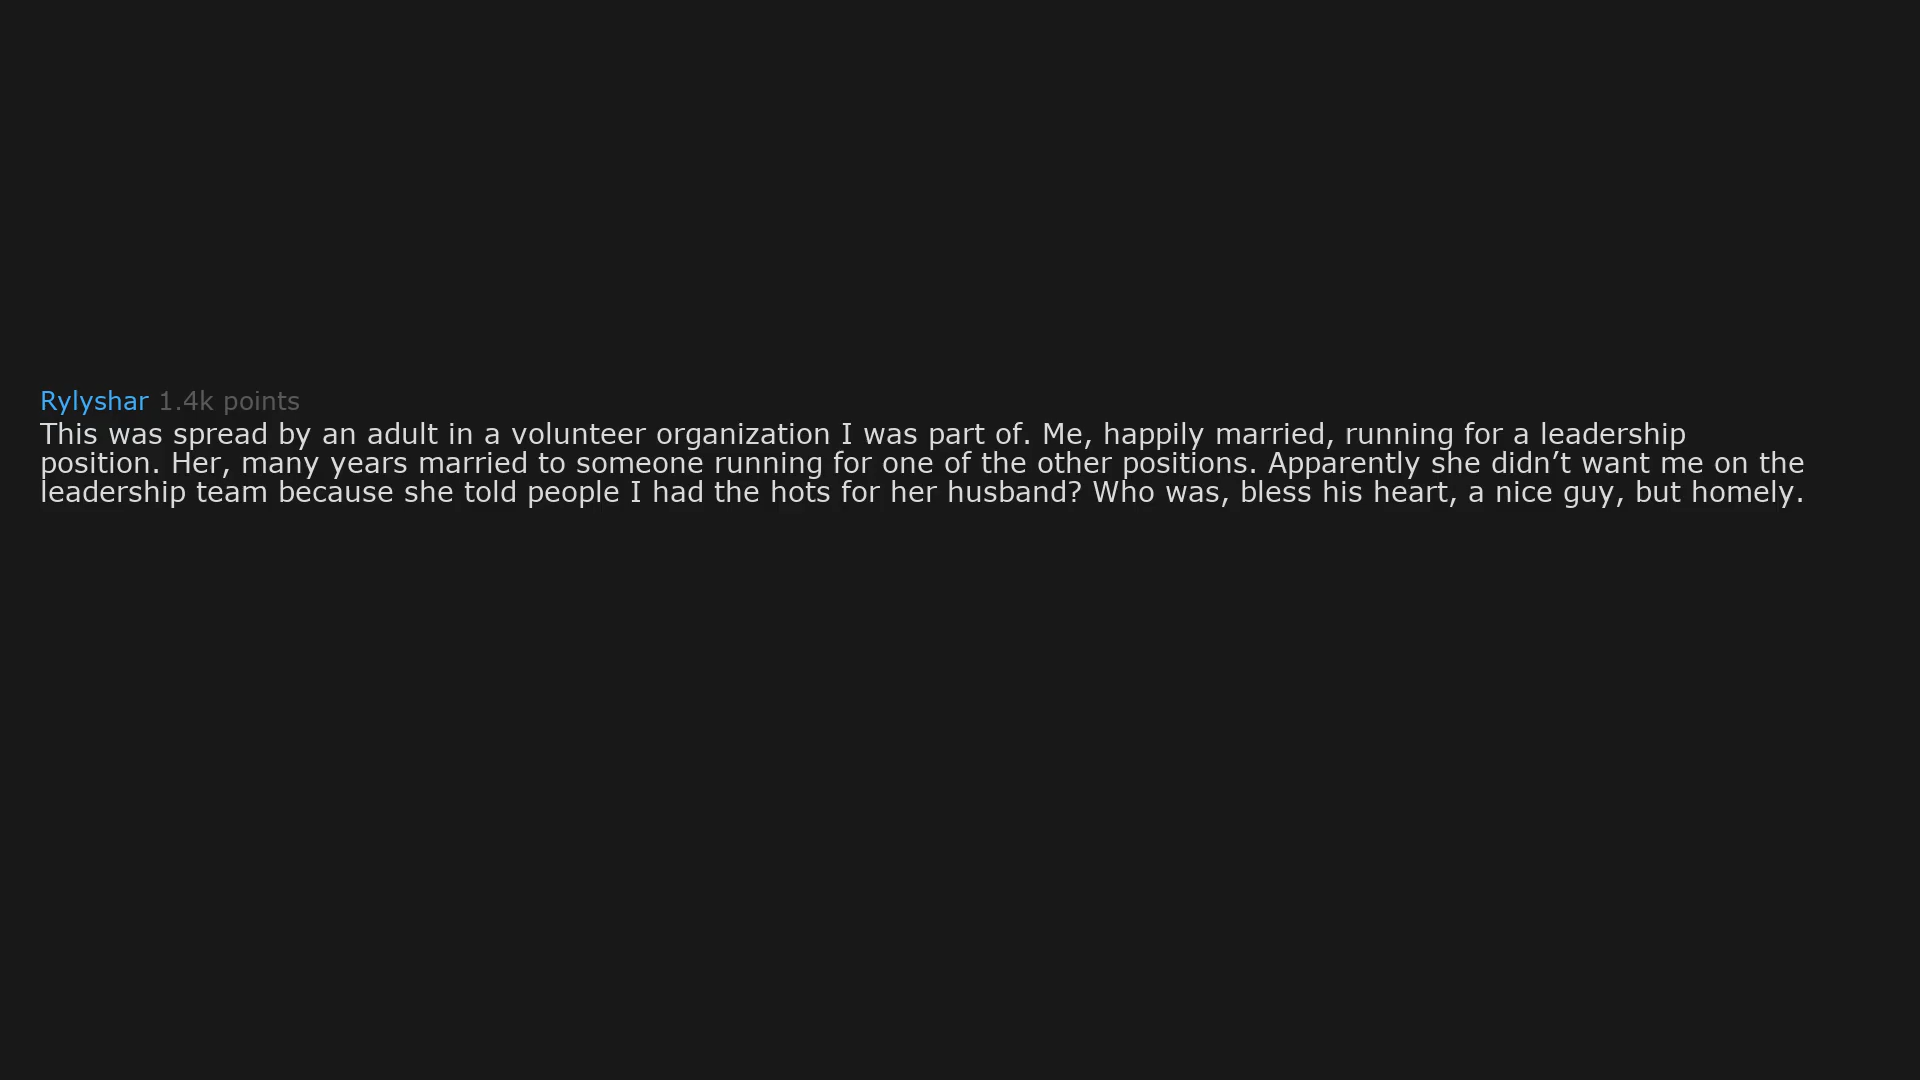 Rylyshar 1.4k points
This was spread by an adult in a volunteer organization I was part of. Me, happily married, running for a leadership
position. Her, many years married to someone running for one of the other positions. Apparently she didn’t want me on the
leadership team because she told people I had the hots for her husband? Who was, bless his heart, a nice guy, but homely.